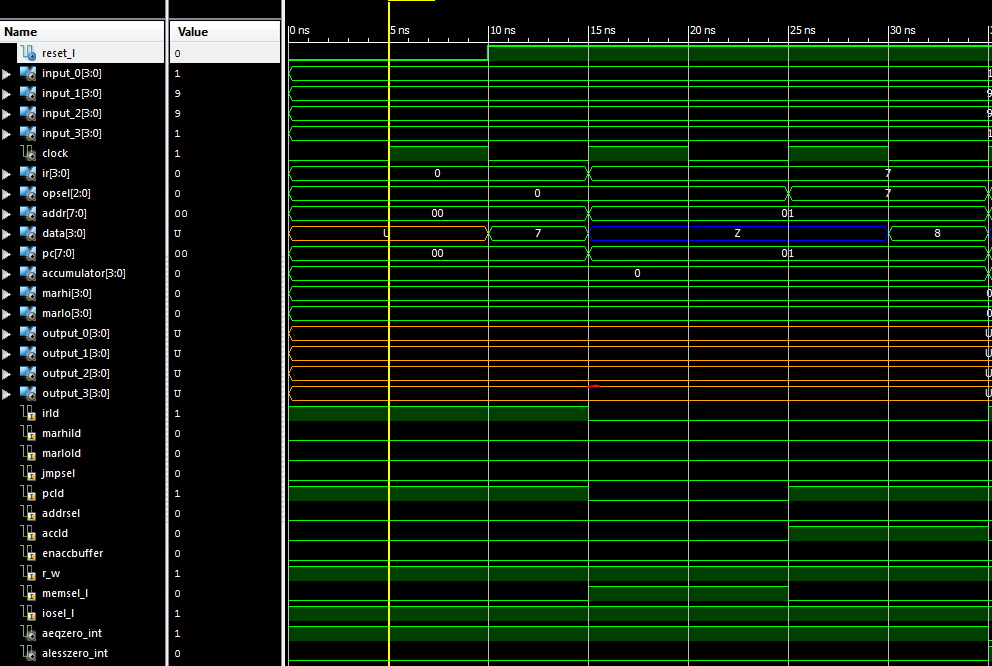 Name Value
0 ns 5 ns 10 ns 15 ns 20 ns 25 ns 30 ns
reset_l 0
input_0[3:0] 1 1
input_1[3:0] 9 9
input_2[3:0] 9 9
input_3[3:0] 1 1
clock 1
ir[3:0] 0 0 7
opsel[2:0] 0 0 7
addr[7:0] 00 00 01
data[3:0] U U 7 Z 8
pc[7:0] 00 00 01
accumulator[3:0] 0 0
marhi[3:0] 0 0
marlo[3:0] 0 0
output_0[3:0] U U
output_1[3:0] U U
output_2[3:0] U U
output_3[3:0] U U
irld 1
marhild 0
marlold 0
jmpsel 0
pcld 1
addrsel 0
accld 0
enaccbuffer 0
r_w 1
memsel_l 0
iosel_l 1
aeqzero_int 1
alesszero_int 0